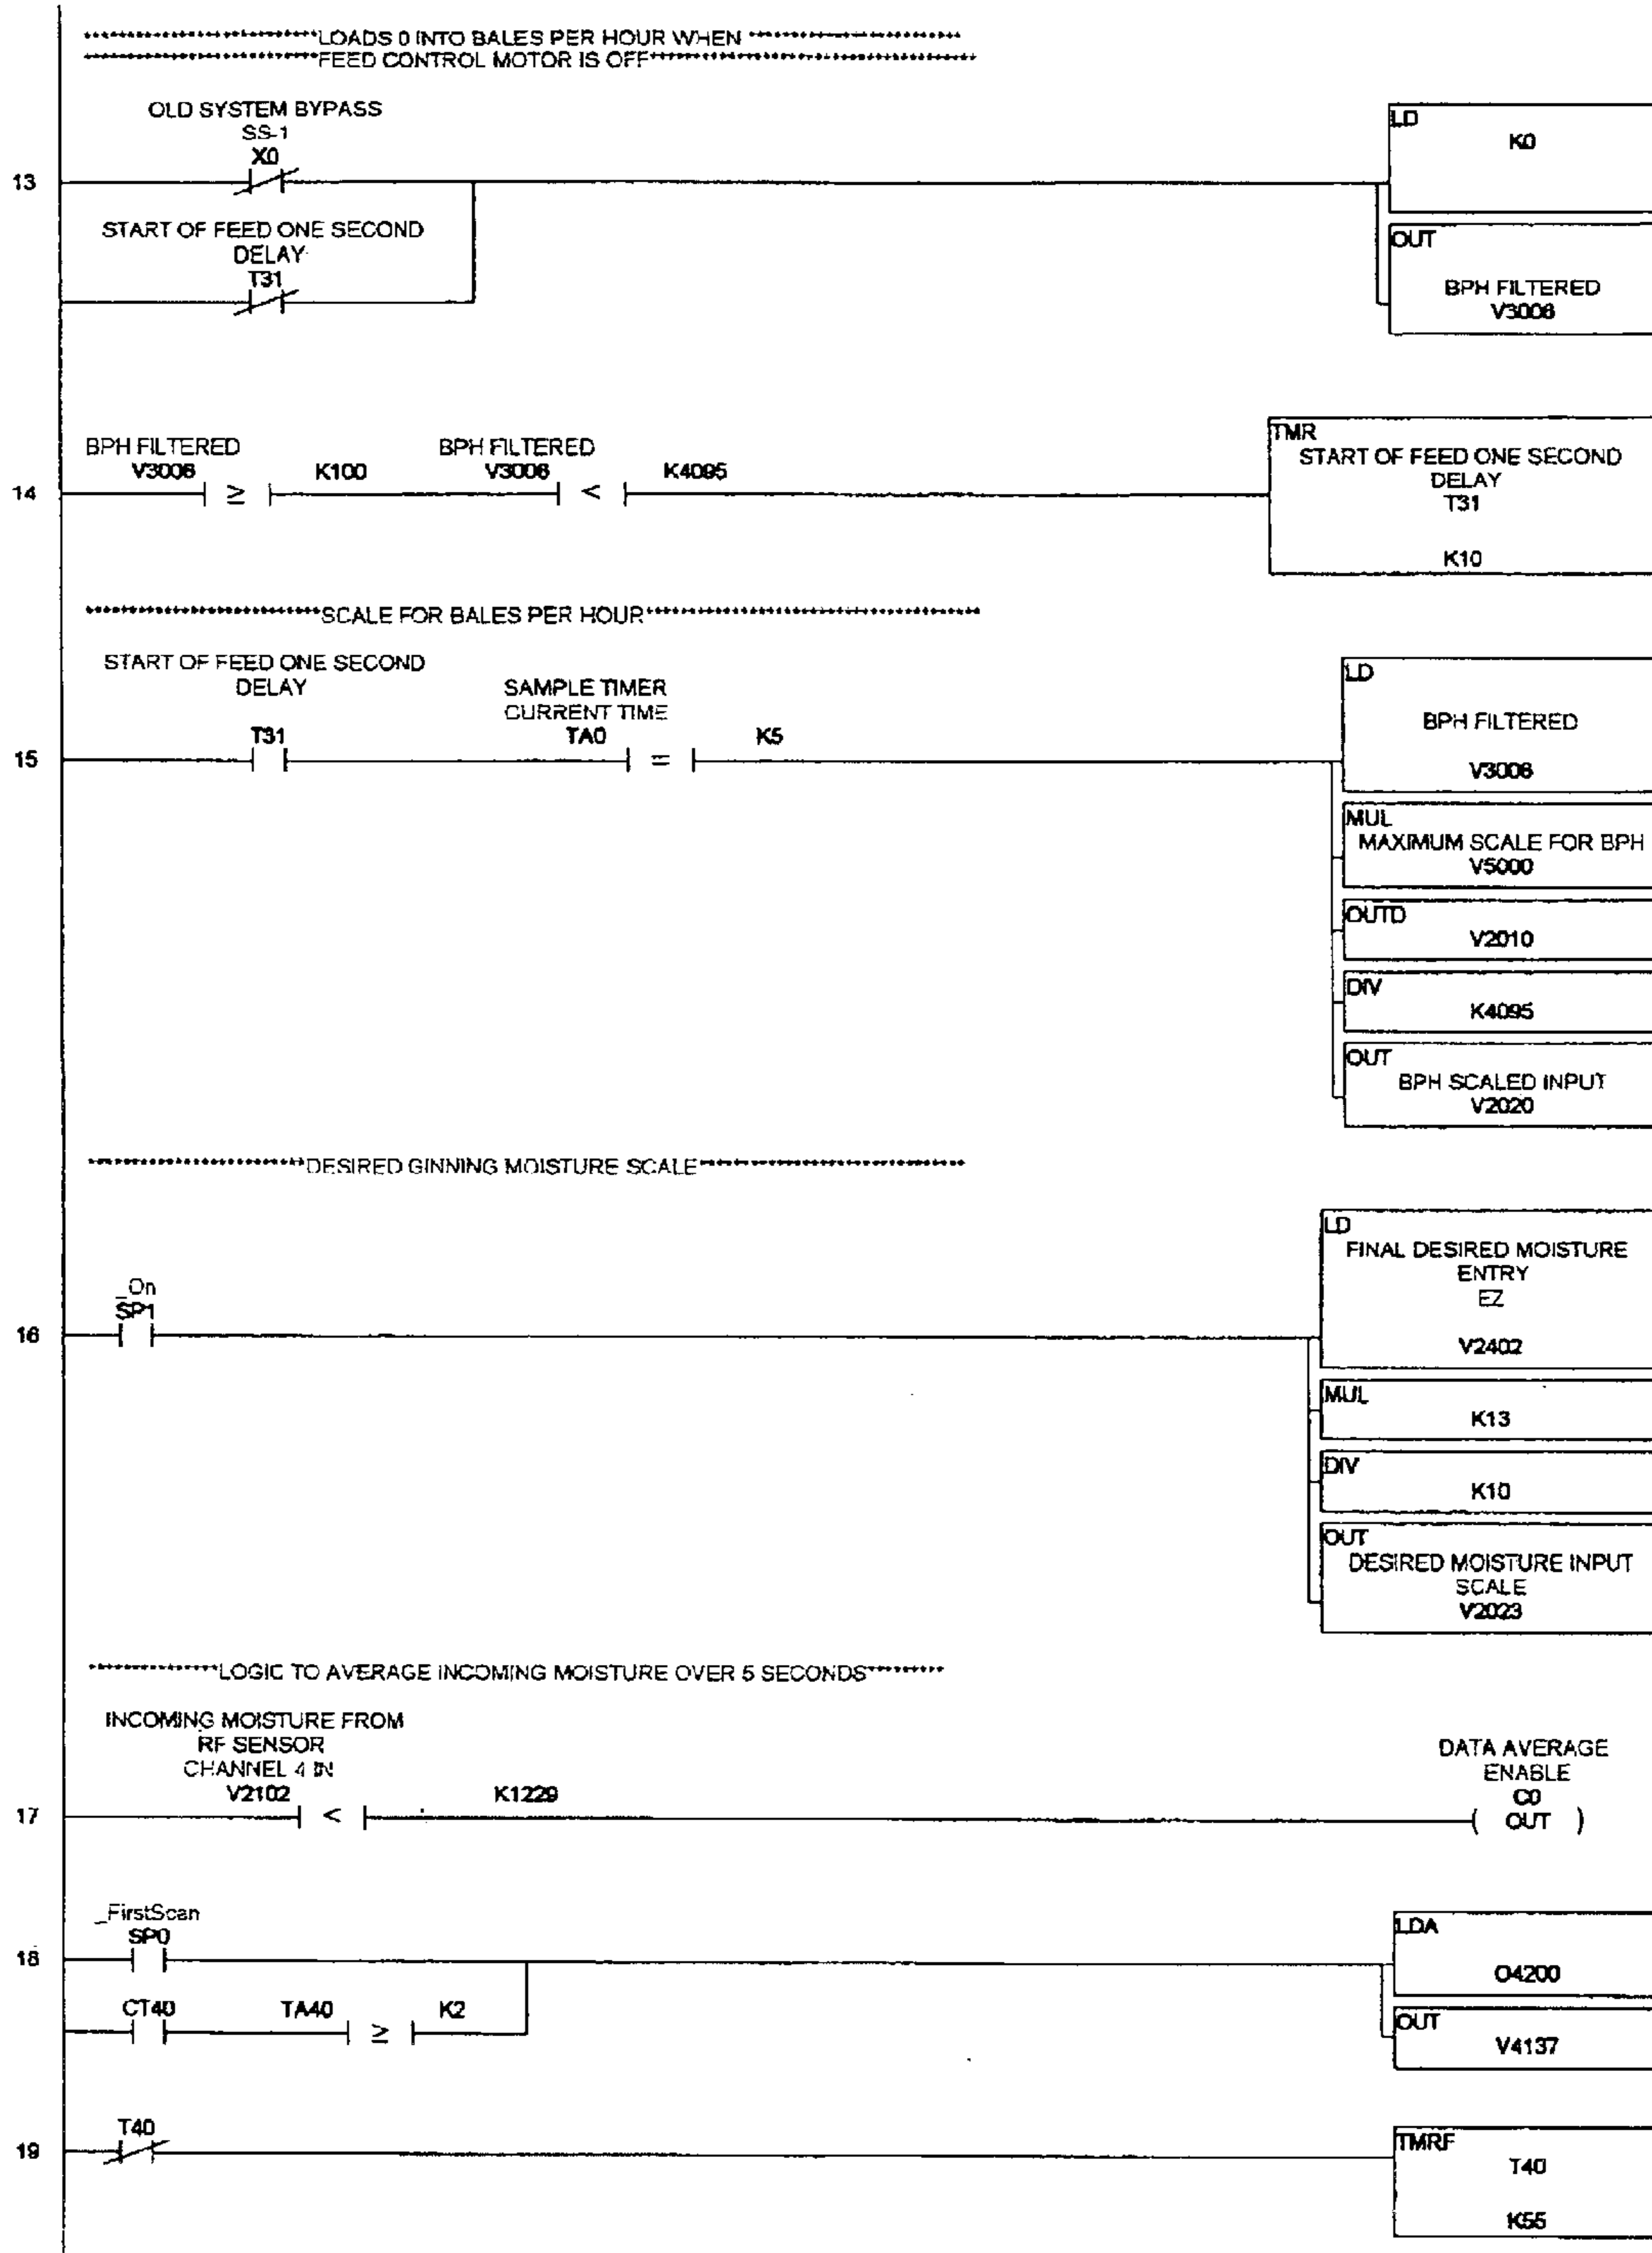 ************************LOADS 0 INTO BALES PER HOUR WHEN **********************
************************FEED CONTROL MOTOR IS OFF**********************************
OLD SYSTEM BYPASS
SS-1
X0
13
LD
K0
START OF FEED ONE SECOND
DELAY
T31
OUT
BPH FILTERED
V3006
14
BPH FILTERED
V3006
≥
K100
BPH FILTERED
V3006
<
K4095
TMR
START OF FEED ONE SECOND
DELAY
T31
K10
************************SCALE FOR BALES PER HOUR***********************************
START OF FEED ONE SECOND
DELAY
T31
SAMPLE TIMER
CURRENT TIME
TA0
=
K5
15
LD
BPH FILTERED
V3006
MUL
MAXIMUM SCALE FOR BPH
V5000
OUTD
V2010
DIV
K4095
OUT
BPH SCALED INPUT
V2020
**********************DESIRED GINNING MOISTURE SCALE****************************
_On
SP1
16
LD
FINAL DESIRED MOISTURE
ENTRY
EZ
V2402
MUL
K13
DIV
K10
OUT
DESIRED MOISTURE INPUT
SCALE
V2023
*************LOGIC TO AVERAGE INCOMING MOISTURE OVER 5 SECONDS********
INCOMING MOISTURE FROM
RF SENSOR
CHANNEL 4 IN
V2102
<
K1229
17
DATA AVERAGE
ENABLE
C0
( OUT )
_FirstScan
SP0
18
CT40
TA40
≥
K2
LDA
O4200
OUT
V4137
T40
19
TMRF
T40
K55